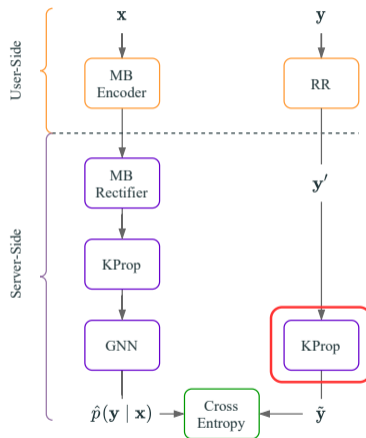 x
y
User-Side
MB
Encoder
RR
Server-Side
MB
Rectifier
y′
KProp
GNN
KProp
p̂(y | x)
Cross
Entropy
ỹ